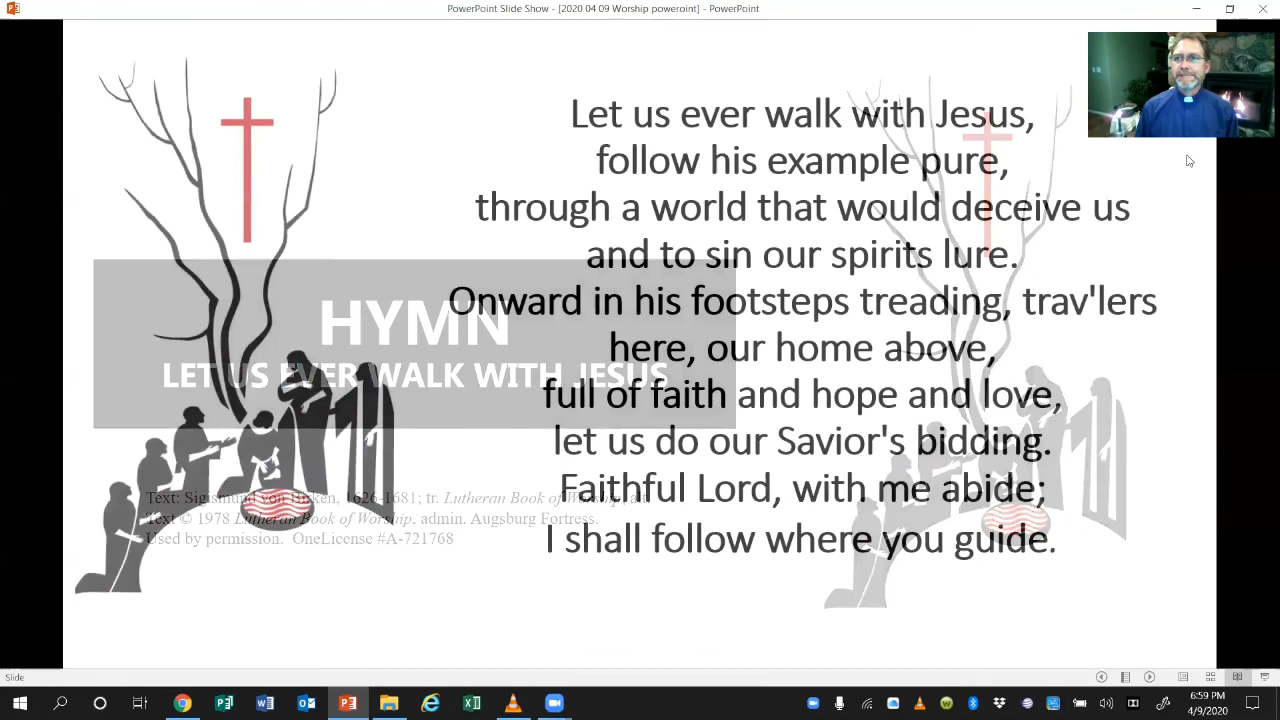 PowerPoint Slide Show - [2020 04 09 Worship poweroint] - PowerPoint
Let us ever walk with Jesus,
follow his example pure,
through a world that would deceive us
and to sin our spirits lure.
Onward in his footsteps treading, trav'lers
here, our home above,
full of faith and hope and love,
let us do our Savior's bidding.
Faithful Lord, with me abide;
I shall follow where you guide.
HYMN
LET US EVER WALK WITH JESUS
Text: Sigismund von Birken, 1626-1681; tr. Lutheran Book of Worship, alt.
Text © 1978 Lutheran Book of Worship, admin. Augsburg Fortress.
Used by permission. OneLicense #A-721768
Slide
6:59 PM
4/9/2020